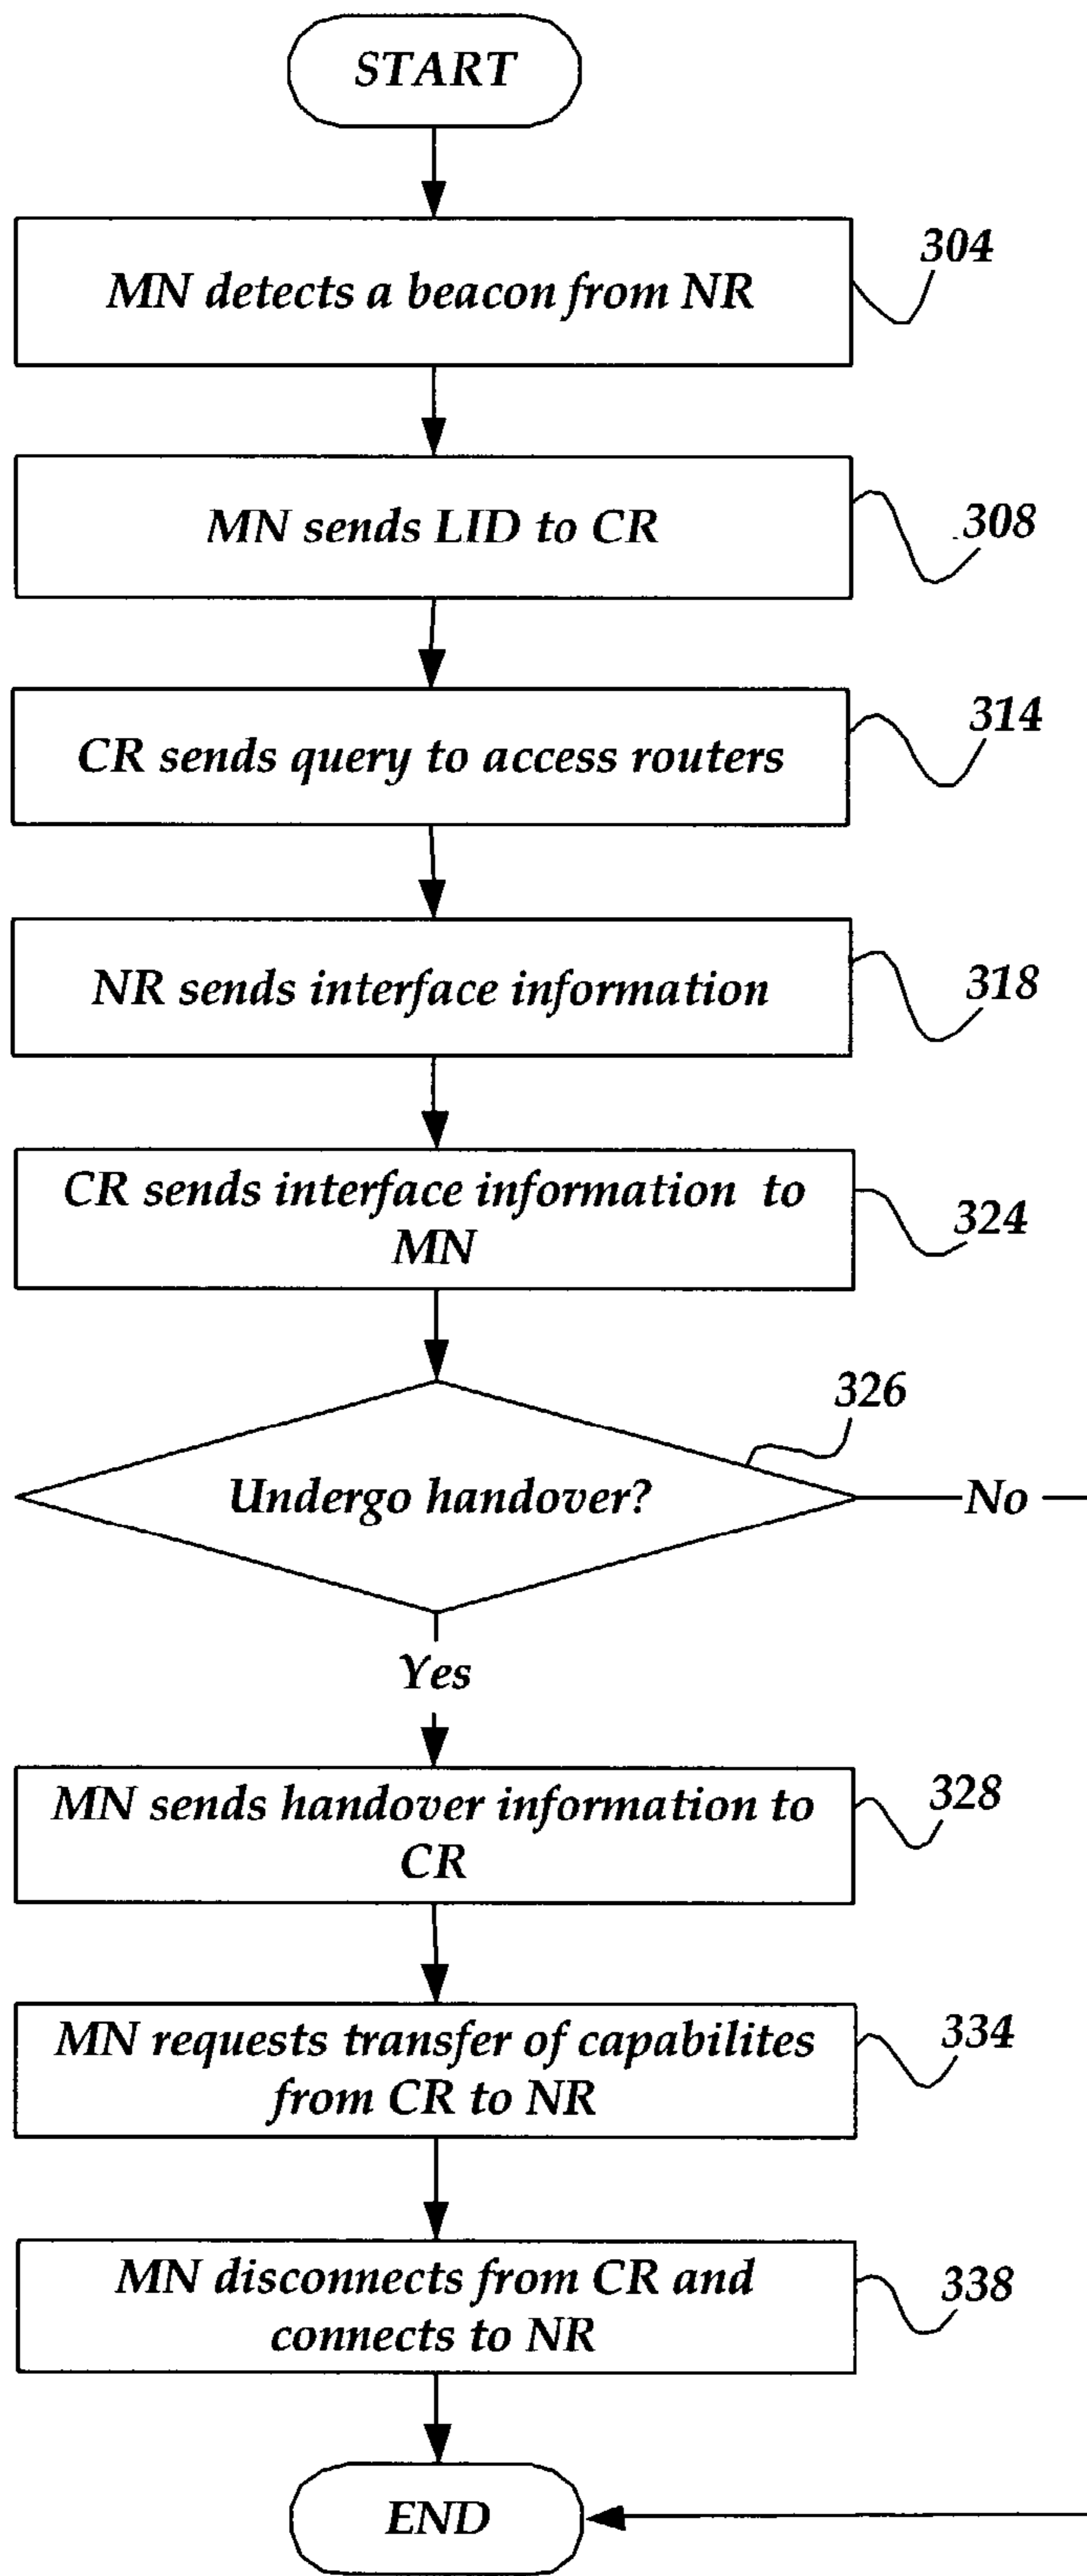 START
MN detects a beacon from NR
304
MN sends LID to CR
308
CR sends query to access routers
314
NR sends interface information
318
CR sends interface information to
MN
324
326
Undergo handover?
No
Yes
MN sends handover information to
CR
328
MN requests transfer of capabilites
from CR to NR
334
MN disconnects from CR and
connects to NR
338
END